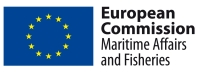 European
Commission
Maritime Affairs
and Fisheries